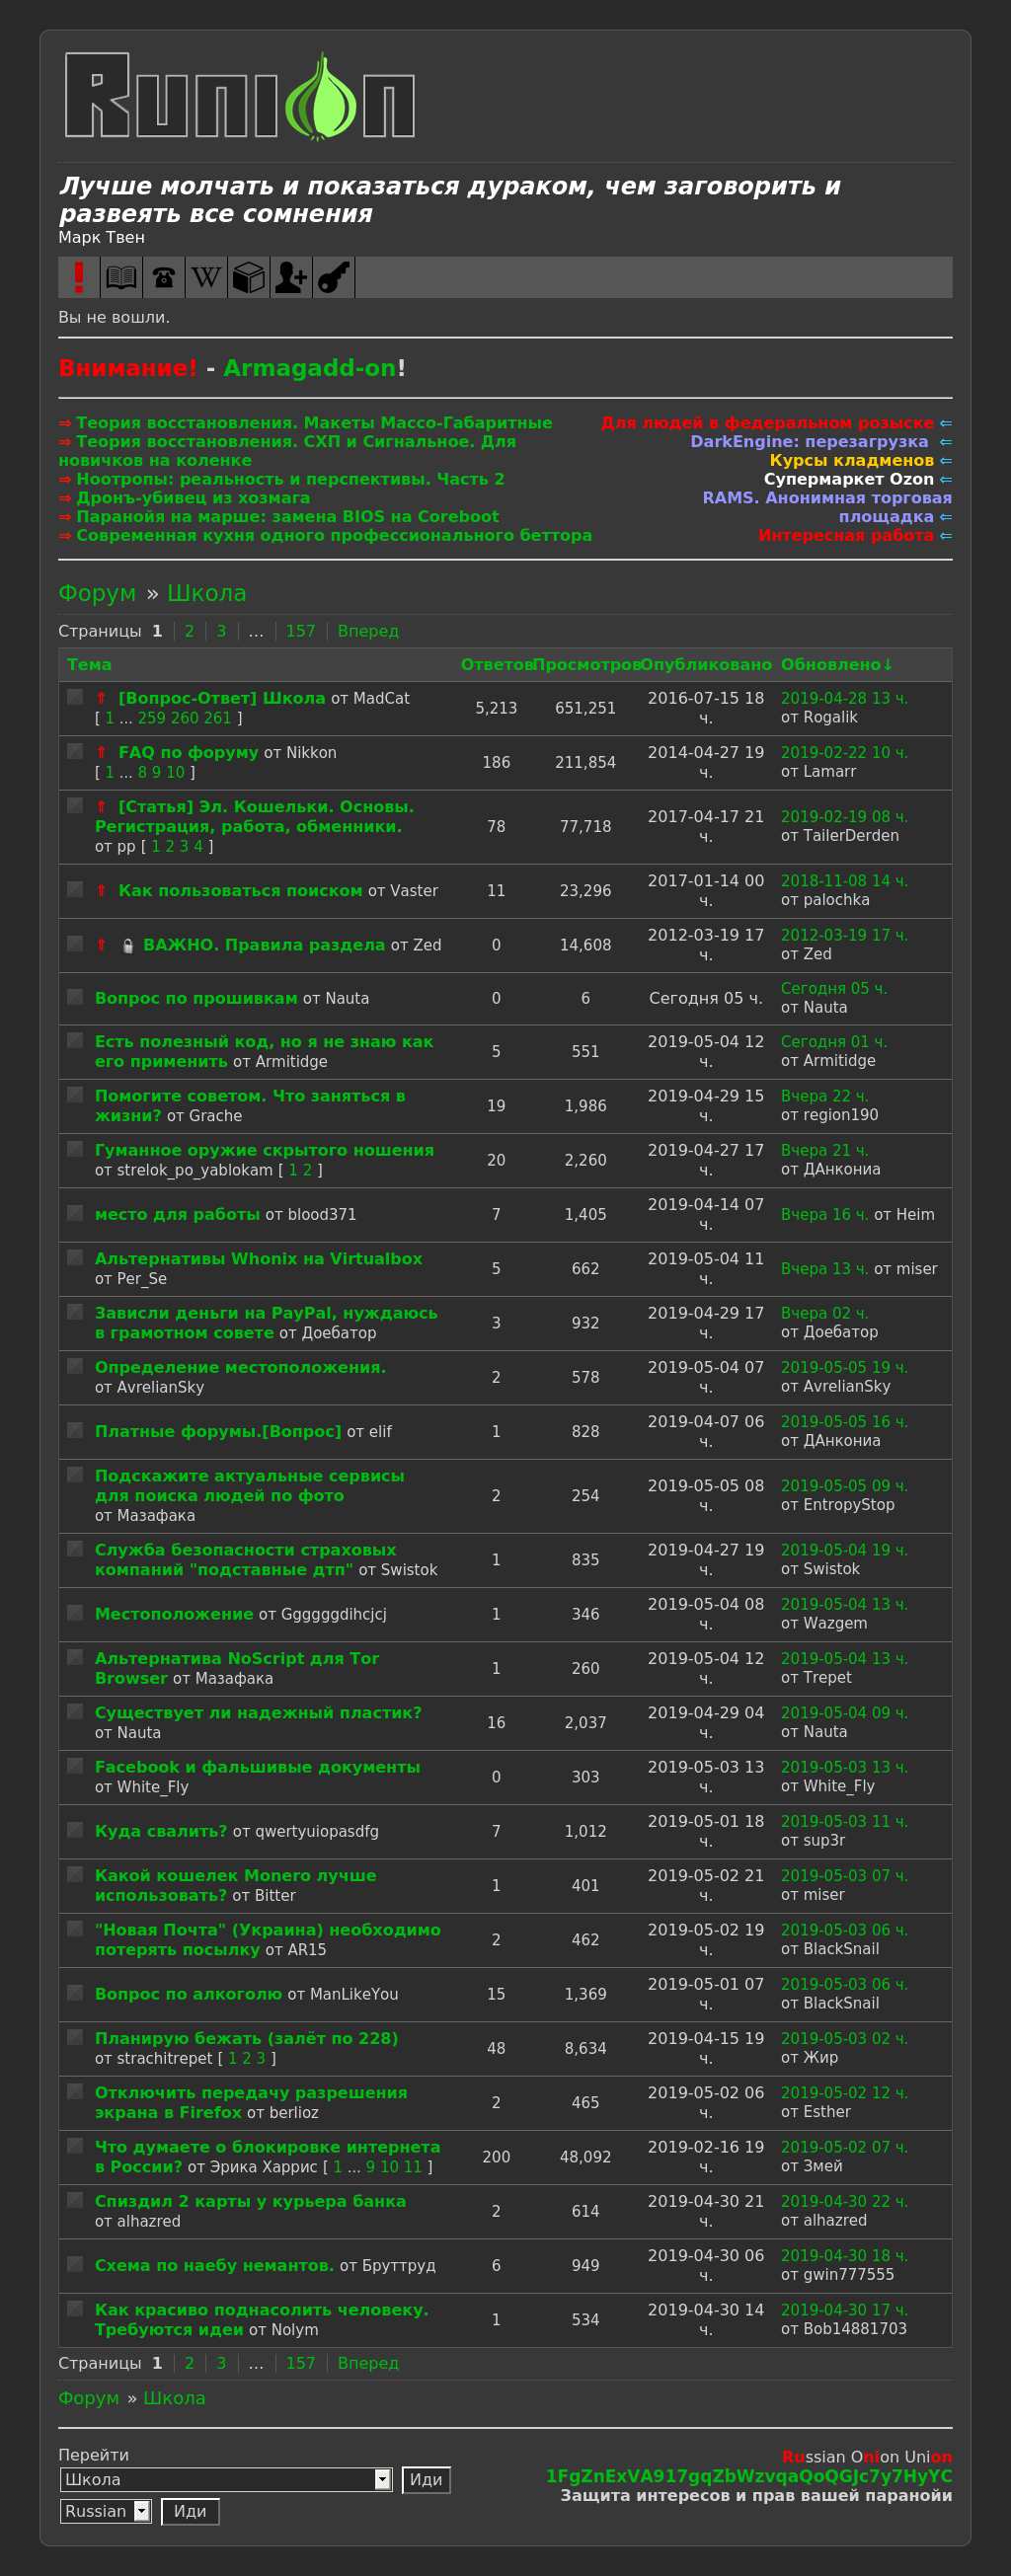 Runion
Лучше молчать и показаться дураком, чем заговорить и
развеять все сомнения
Марк Твен
Вы не вошли.
Внимание! - Armagadd-on!
⇒ Теория восстановления. Макеты Массо-Габаритные
⇒ Теория восстановления. СХП и Сигнальное. Для
новичков на коленке
⇒ Ноотропы: реальность и перспективы. Часть 2
⇒ Дронъ-убивец из хозмага
⇒ Паранойя на марше: замена BIOS на Coreboot
⇒ Современная кухня одного профессионального беттора
Для людей в федеральном розыске ⇐
DarkEngine: перезагрузка ⇐
Курсы кладменов ⇐
Супермаркет Ozon ⇐
RAMS. Анонимная торговая
площадка ⇐
Интересная работа ⇐
Форум » Школа
Страницы 1 2 3 … 157 Вперед
Тема Ответов Просмотров Опубликовано Обновлено↓
⇑ [Вопрос-Ответ] Школа от MadCat
[ 1 ... 259 260 261 ]
5,213 651,251 2016-07-15 18
ч.
2019-04-28 13 ч.
от Rogalik
⇑ FAQ по форуму от Nikkon
[ 1 ... 8 9 10 ]
186 211,854 2014-04-27 19
ч.
2019-02-22 10 ч.
от Lamarr
⇑ [Статья] Эл. Кошельки. Основы.
Регистрация, работа, обменники.
от pp [ 1 2 3 4 ]
78 77,718 2017-04-17 21
ч.
2019-02-19 08 ч.
от TailerDerden
⇑ Как пользоваться поиском от Vaster
11 23,296 2017-01-14 00
ч.
2018-11-08 14 ч.
от palochka
⇑ ВАЖНО. Правила раздела от Zed
0 14,608 2012-03-19 17
ч.
2012-03-19 17 ч.
от Zed
Вопрос по прошивкам от Nauta
0 6 Сегодня 05 ч.
Сегодня 05 ч.
от Nauta
Есть полезный код, но я не знаю как
его применить от Armitidge
5 551 2019-05-04 12
ч.
Сегодня 01 ч.
от Armitidge
Помогите советом. Что заняться в
жизни? от Grache
19 1,986 2019-04-29 15
ч.
Вчера 22 ч.
от region190
Гуманное оружие скрытого ношения
от strelok_po_yablokam [ 1 2 ]
20 2,260 2019-04-27 17
ч.
Вчера 21 ч.
от ДАнкониа
место для работы от blood371
7 1,405 2019-04-14 07
ч.
Вчера 16 ч. от Heim
Альтернативы Whonix на Virtualbox
от Per_Se
5 662 2019-05-04 11
ч.
Вчера 13 ч. от miser
Зависли деньги на PayPal, нуждаюсь
в грамотном совете от Доебатор
3 932 2019-04-29 17
ч.
Вчера 02 ч.
от Доебатор
Определение местоположения.
от AvrelianSky
2 578 2019-05-04 07
ч.
2019-05-05 19 ч.
от AvrelianSky
Платные форумы.[Вопрос] от elif
1 828 2019-04-07 06
ч.
2019-05-05 16 ч.
от ДАнкониа
Подскажите актуальные сервисы
для поиска людей по фото
от Мазафака
2 254 2019-05-05 08
ч.
2019-05-05 09 ч.
от EntropyStop
Служба безопасности страховых
компаний "подставные дтп" от Swistok
1 835 2019-04-27 19
ч.
2019-05-04 19 ч.
от Swistok
Местоположение от Ggggggdihcjcj
1 346 2019-05-04 08
ч.
2019-05-04 13 ч.
от Wazgem
Альтернатива NoScript для Tor
Browser от Мазафака
1 260 2019-05-04 12
ч.
2019-05-04 13 ч.
от Trepet
Существует ли надежный пластик?
от Nauta
16 2,037 2019-04-29 04
ч.
2019-05-04 09 ч.
от Nauta
Facebook и фальшивые документы
от White_Fly
0 303 2019-05-03 13
ч.
2019-05-03 13 ч.
от White_Fly
Куда свалить? от qwertyuiopasdfg
7 1,012 2019-05-01 18
ч.
2019-05-03 11 ч.
от sup3r
Какой кошелек Monero лучше
использовать? от Bitter
1 401 2019-05-02 21
ч.
2019-05-03 07 ч.
от miser
"Новая Почта" (Украина) необходимо
потерять посылку от AR15
2 462 2019-05-02 19
ч.
2019-05-03 06 ч.
от BlackSnail
Вопрос по алкоголю от ManLikeYou
15 1,369 2019-05-01 07
ч.
2019-05-03 06 ч.
от BlackSnail
Планирую бежать (залёт по 228)
от strachitrepet [ 1 2 3 ]
48 8,634 2019-04-15 19
ч.
2019-05-03 02 ч.
от Жир
Отключить передачу разрешения
экрана в Firefox от berlioz
2 465 2019-05-02 06
ч.
2019-05-02 12 ч.
от Esther
Что думаете о блокировке интернета
в России? от Эрика Харрис [ 1 ... 9 10 11 ]
200 48,092 2019-02-16 19
ч.
2019-05-02 07 ч.
от Змей
Спиздил 2 карты у курьера банка
от alhazred
2 614 2019-04-30 21
ч.
2019-04-30 22 ч.
от alhazred
Схема по наебу немантов. от Бруттруд
6 949 2019-04-30 06
ч.
2019-04-30 18 ч.
от gwin777555
Как красиво поднасолить человеку.
Требуются идеи от Nolym
1 534 2019-04-30 14
ч.
2019-04-30 17 ч.
от Bob14881703
Страницы 1 2 3 … 157 Вперед
Форум » Школа
Перейти
Школа Иди
Russian Иди
Russian Onion Union
1FgZnExVA917gqZbWzvqaQoQGJc7y7HyYC
Защита интересов и прав вашей паранойи